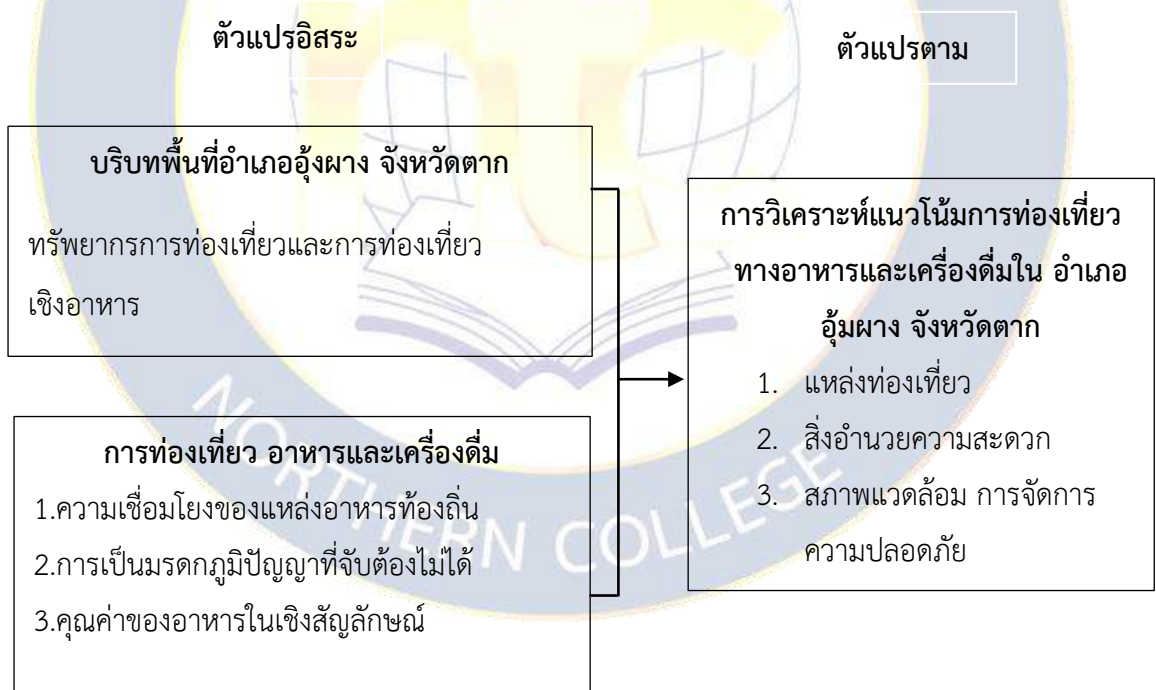 ตัวแปรอิสระ
ตัวแปรตาม
บริบทพื้นที่อำเภออุ้งผาง จังหวัดตาก
ทรัพยากรการท่องเที่ยวและการท่องเที่ยว
เชิงอาหาร
การท่องเที่ยว อาหารและเครื่องดื่ม
1.ความเชื่อมโยงของแหล่งอาหารท้องถิ่น
2.การเป็นมรดกภูมิปัญญาที่จับต้องไม่ได้
3.คุณค่าของอาหารในเชิงสัญลักษณ์
การวิเคราะห์แนวโน้มการท่องเที่ยว
ทางอาหารและเครื่องดื่มใน อำเภอ
อุ้มผาง จังหวัดตาก
1. แหล่งท่องเที่ยว
2. สิ่งอำนวยความสะดวก
3. สภาพแวดล้อม การจัดการ
ความปลอดภัย
NORTHERN COLLEGE